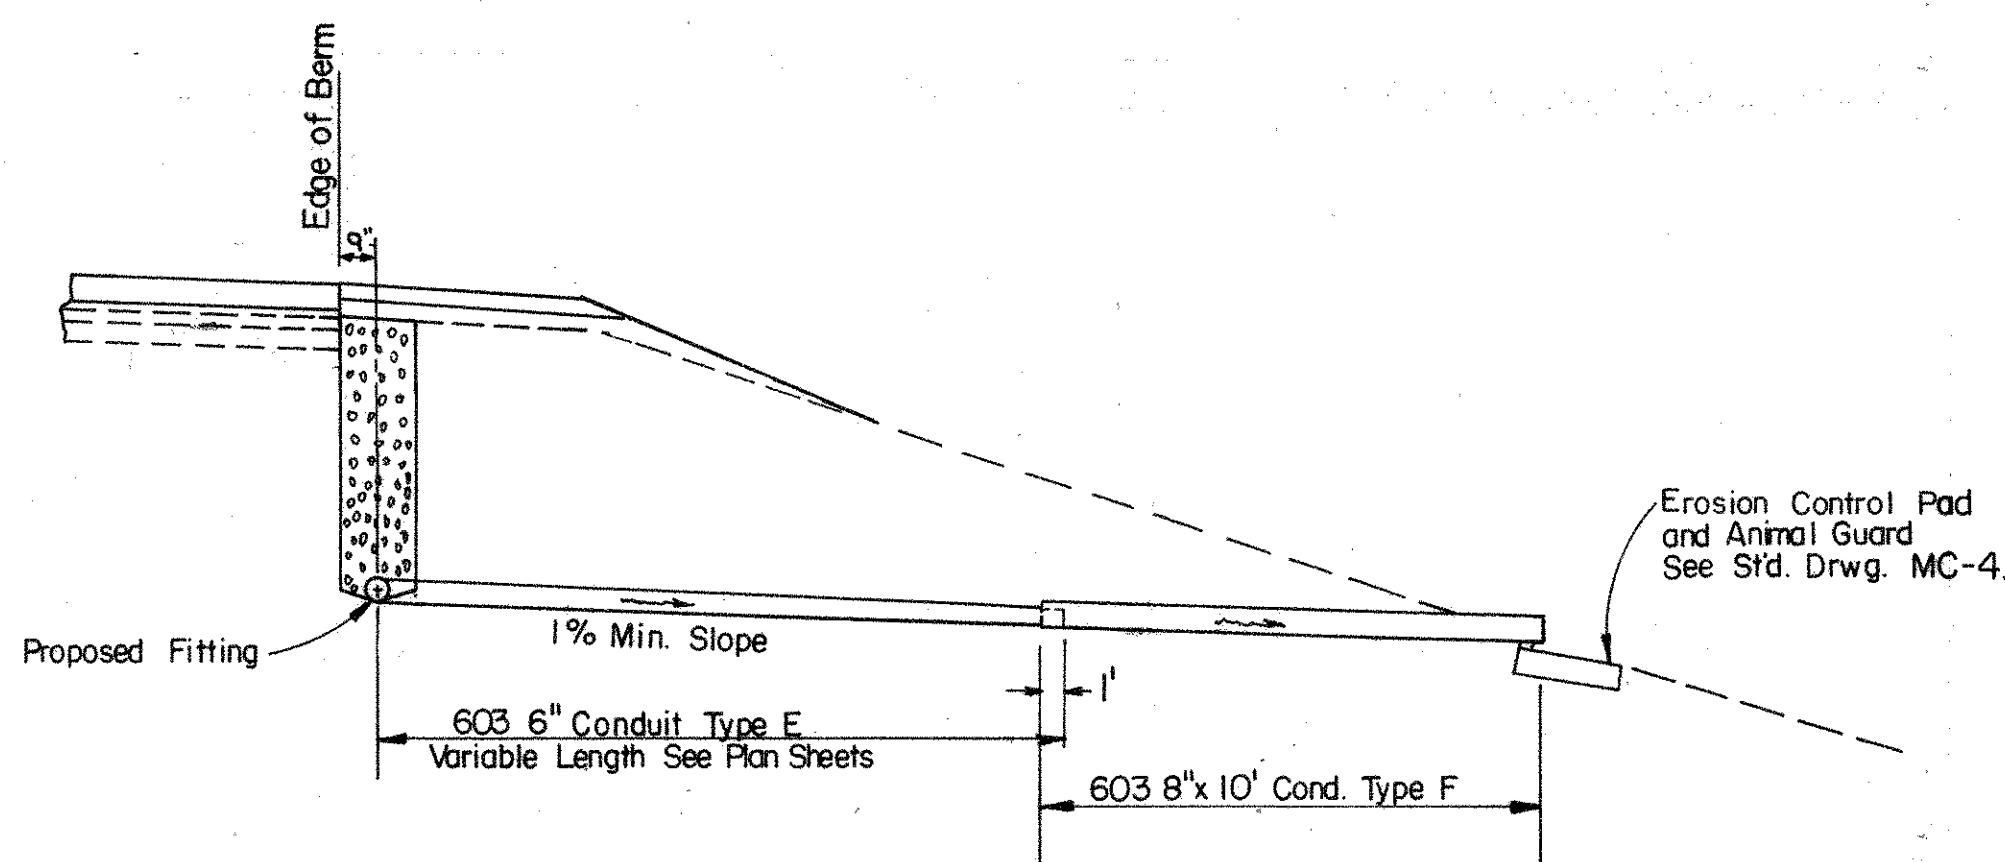 Edge of Berm
9"
Erosion Control Pad
and Animal Guard
See St'd. Drwg. MC-4.
Proposed Fitting
1% Min. Slope
1'
603 6" Conduit Type E
Variable Length See Plan Sheets
603 8"x 10' Cond. Type F